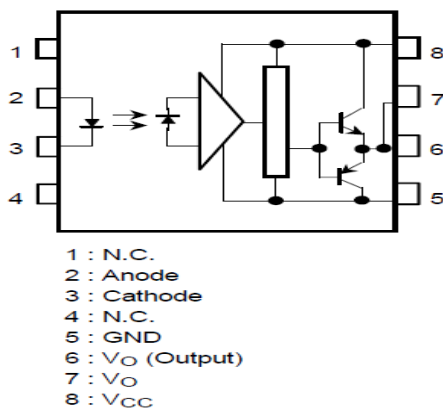 1
2
3
4
8
7
6
5
1 : N.C.
2 : Anode
3 : Cathode
4 : N.C.
5 : GND
6 : VO (Output)
7 : VO
8 : VCC